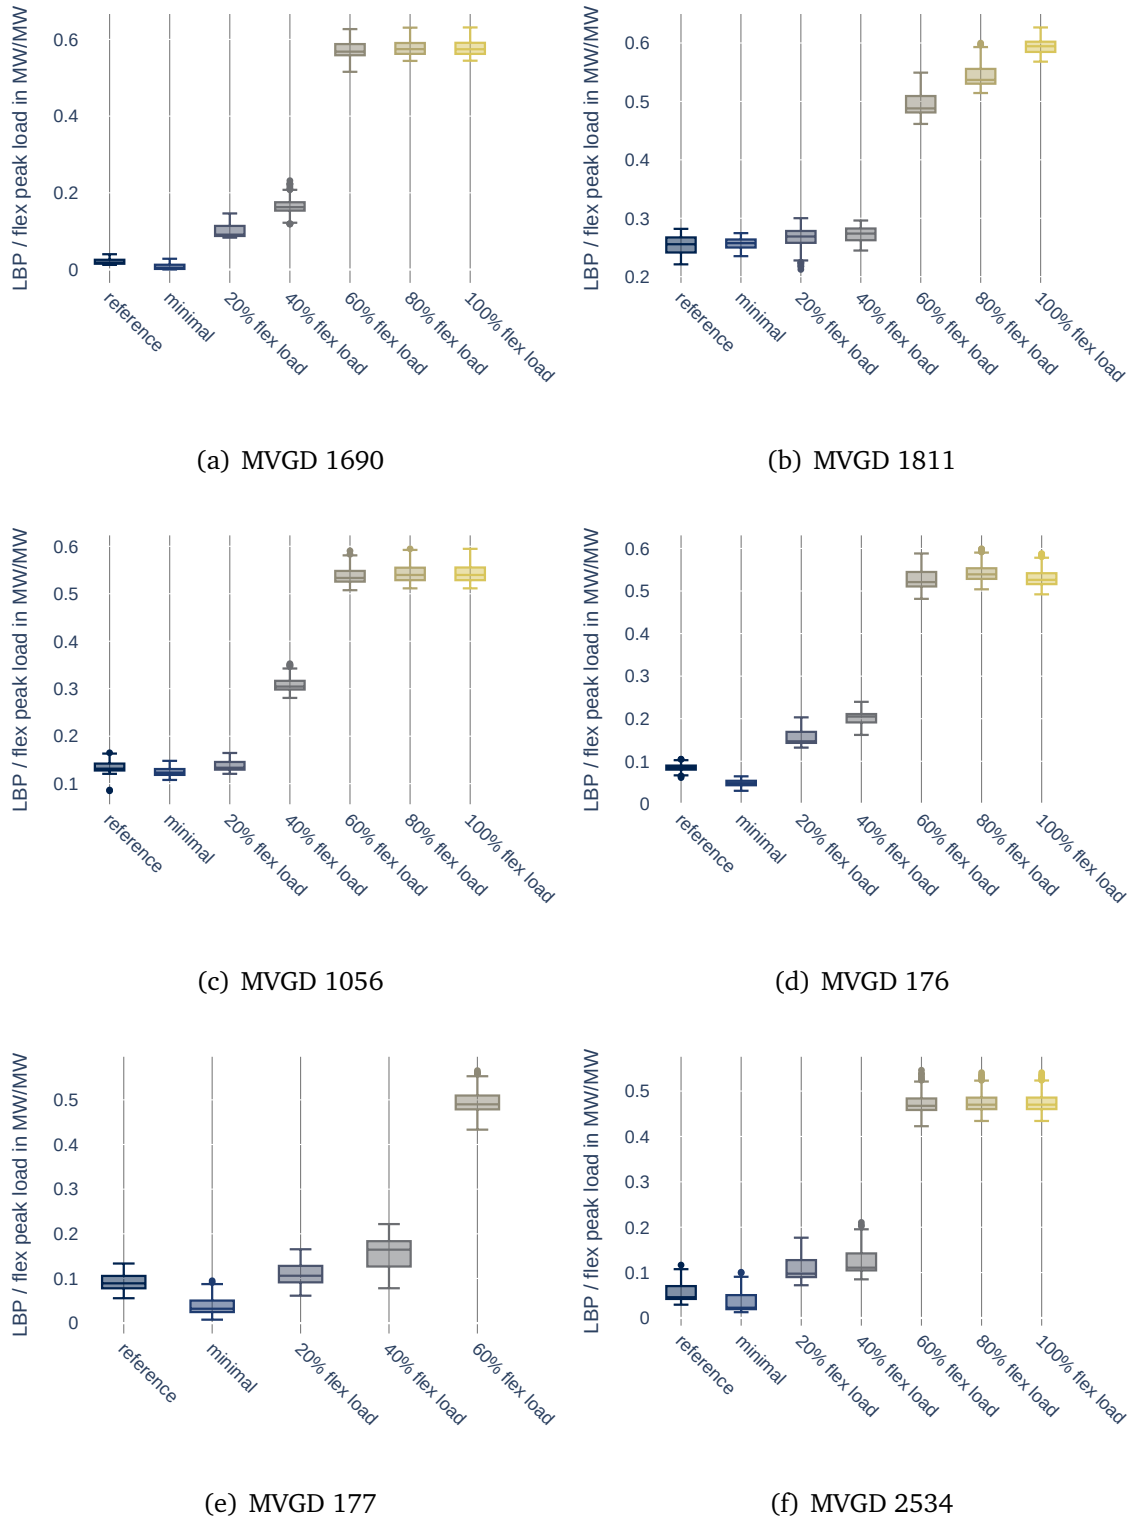 LBP / flex peak load in MW/MW
0.6
0.4
0.2
0
reference
minimal
20% flex load
40% flex load
60% flex load
80% flex load
100% flex load
(a) MVGD 1690
LBP / flex peak load in MW/MW
0.6
0.5
0.4
0.3
0.2
reference
minimal
20% flex load
40% flex load
60% flex load
80% flex load
100% flex load
(b) MVGD 1811
LBP / flex peak load in MW/MW
0.6
0.5
0.4
0.3
0.2
0.1
reference
minimal
20% flex load
40% flex load
60% flex load
80% flex load
100% flex load
(c) MVGD 1056
LBP / flex peak load in MW/MW
0.6
0.5
0.4
0.3
0.2
0.1
0
reference
minimal
20% flex load
40% flex load
60% flex load
80% flex load
100% flex load
(d) MVGD 176
LBP / flex peak load in MW/MW
0.5
0.4
0.3
0.2
0.1
0
reference
minimal
20% flex load
40% flex load
60% flex load
(e) MVGD 177
LBP / flex peak load in MW/MW
0.5
0.4
0.3
0.2
0.1
0
reference
minimal
20% flex load
40% flex load
60% flex load
80% flex load
100% flex load
(f) MVGD 2534